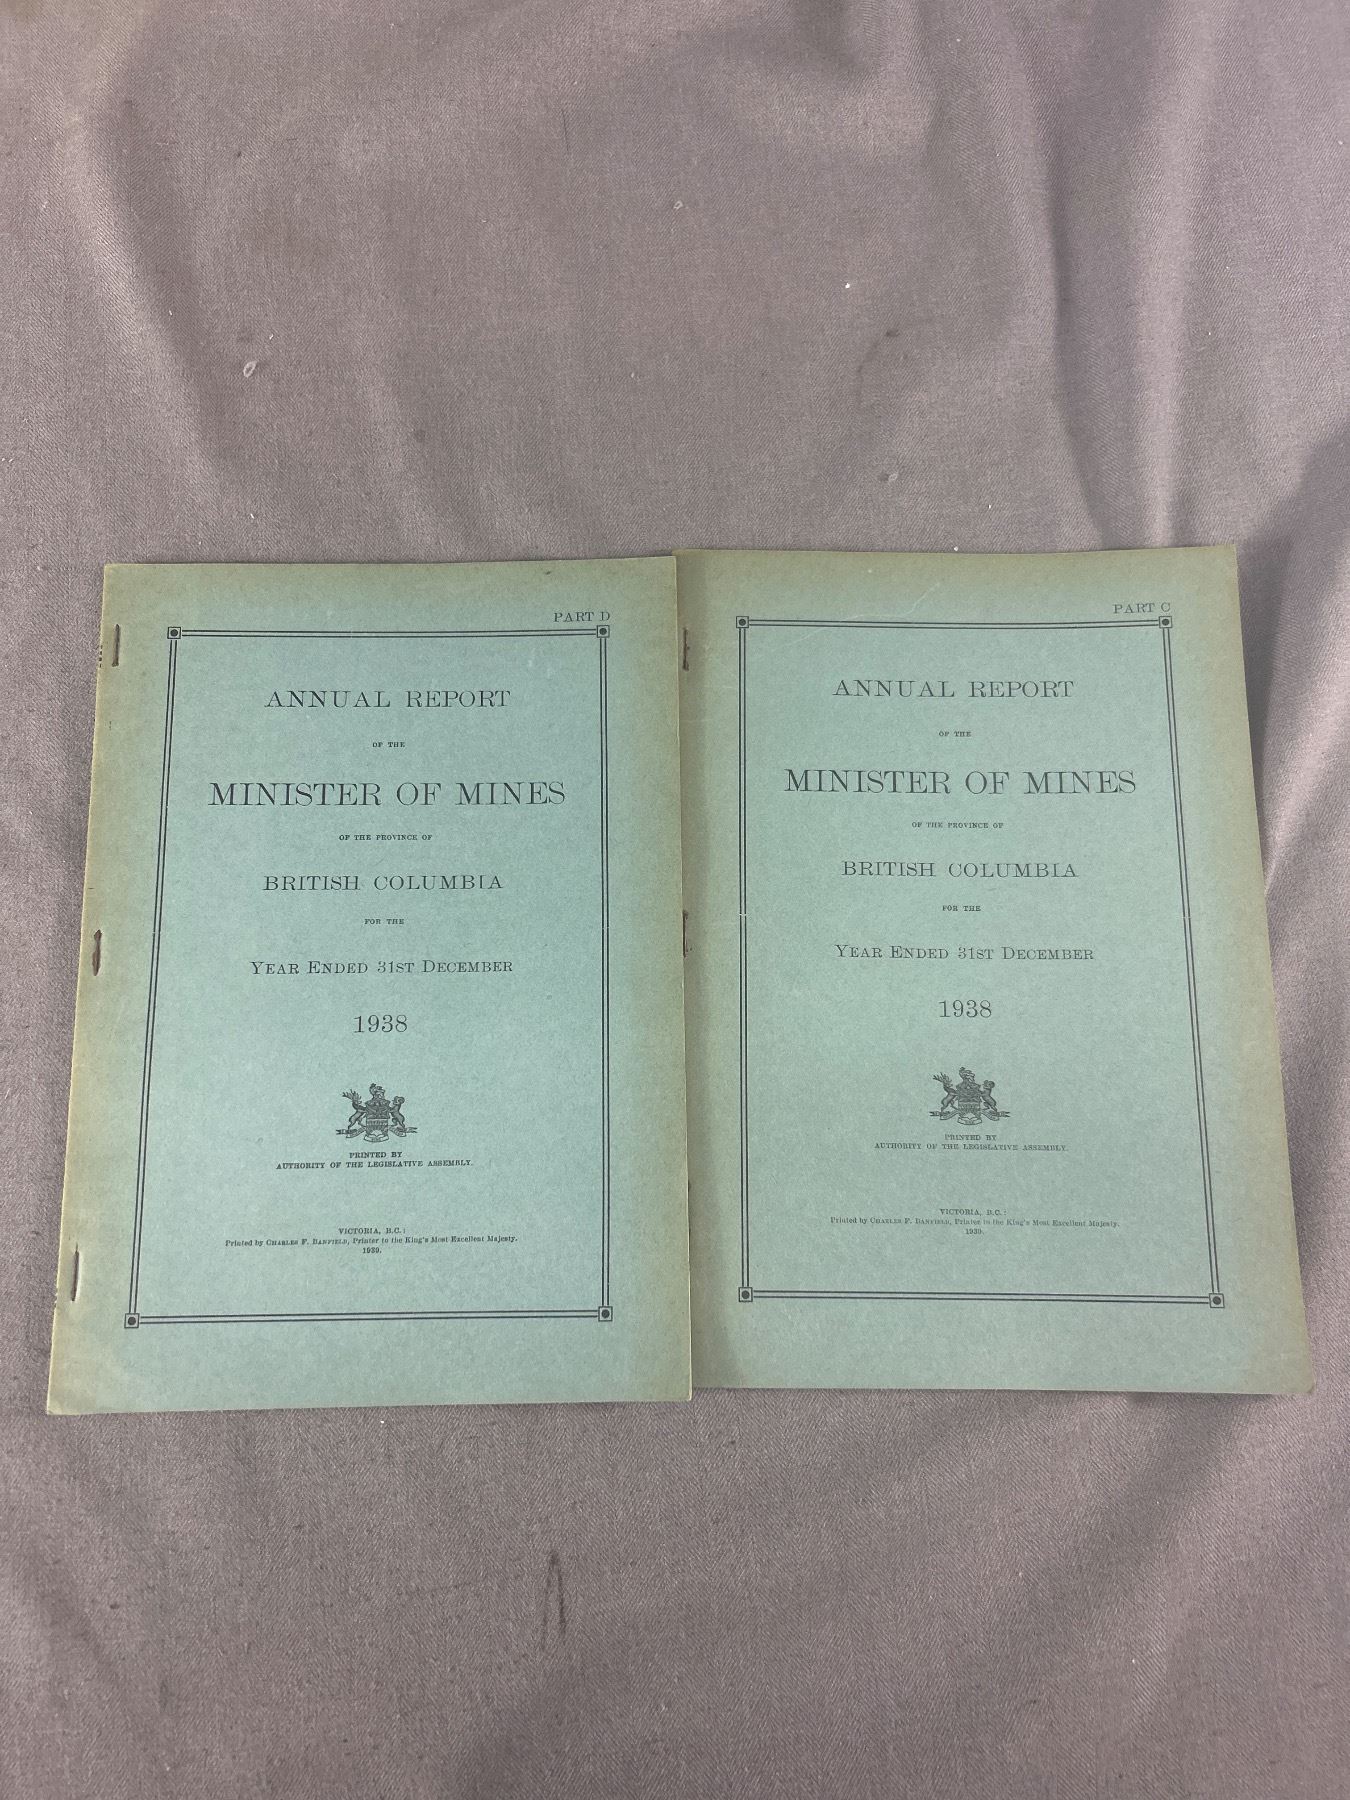 PART D
ANNUAL REPORT
OF THE
MINISTER OF MINES
OF THE PROVINCE OF
BRITISH COLUMBIA
FOR THE
YEAR ENDED 31ST DECEMBER
1938
PRINTED BY
AUTHORITY OF THE LEGISLATIVE ASSEMBLY.
VICTORIA, B.C.:
Printed by CHARLES F. BANFIELD, Printer to the King's Most Excellent Majesty.
1939.
PART C
ANNUAL REPORT
OF THE
MINISTER OF MINES
OF THE PROVINCE OF
BRITISH COLUMBIA
FOR THE
YEAR ENDED 31ST DECEMBER
1938
PRINTED BY
AUTHORITY OF THE LEGISLATIVE ASSEMBLY.
VICTORIA, B.C.:
Printed by CHARLES F. BANFIELD, Printer to the King's Most Excellent Majesty.
1939.